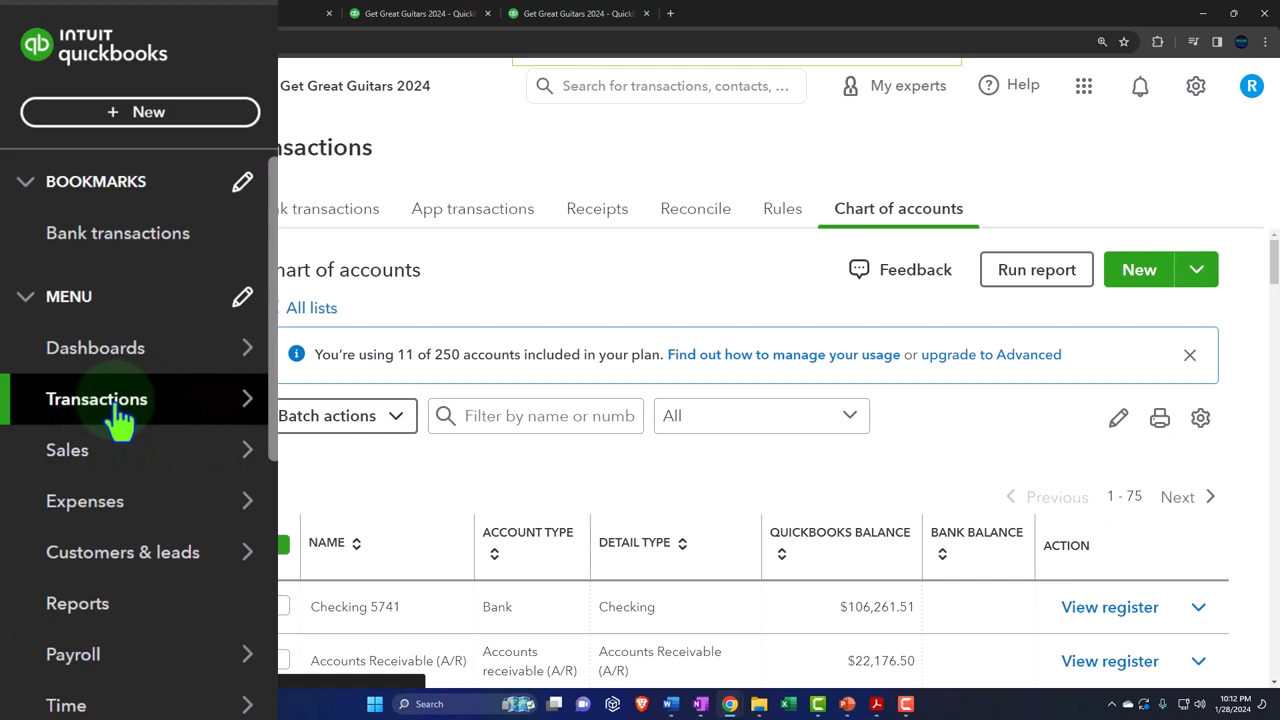 Get Great Guitars 2024 – QuickI
Get Great Guitars 2024 – QuickI
INTUIT
quickbooks
Get Great Guitars 2024
Search for transactions, contacts, ...
My experts
Help
R
+ New
nsactions
BOOKMARKS
Bank transactions
k transactions
App transactions
Receipts
Reconcile
Rules
Chart of accounts
hart of accounts
Feedback
Run report
New
MENU
All lists
Dashboards
You're using 11 of 250 accounts included in your plan. Find out how to manage your usage or upgrade to Advanced
Transactions
Batch actions
Filter by name or numb
All
Sales
Expenses
Previous 1 - 75 Next
Customers & leads
NAME
ACCOUNT TYPE
DETAIL TYPE
QUICKBOOKS BALANCE
BANK BALANCE
ACTION
Reports
Checking 5741
Bank
Checking
$106,261.51
View register
Payroll
Accounts Receivable (A/R)
Accounts
receivable (A/R)
Accounts Receivable
(A/R)
$22,176.50
View register
Time
Search
10:12 PM
1/28/2024